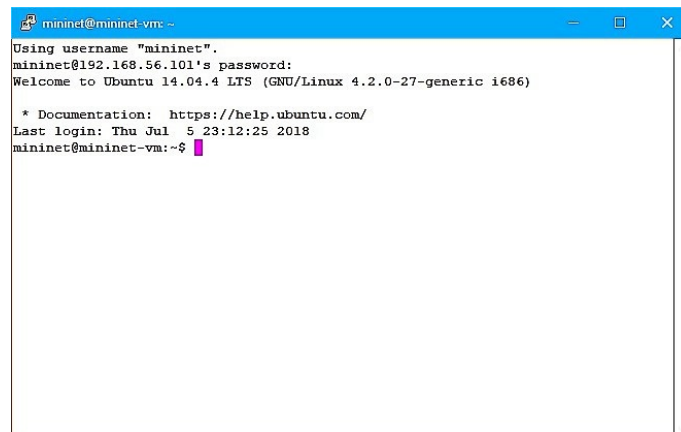 mininet@mininet-vm: ~
Using username "mininet".
mininet@192.168.56.101's password:
Welcome to Ubuntu 14.04.4 LTS (GNU/Linux 4.2.0-27-generic i686)
* Documentation:  https://help.ubuntu.com/
Last login: Thu Jul  5 23:12:25 2018
mininet@mininet-vm:~$